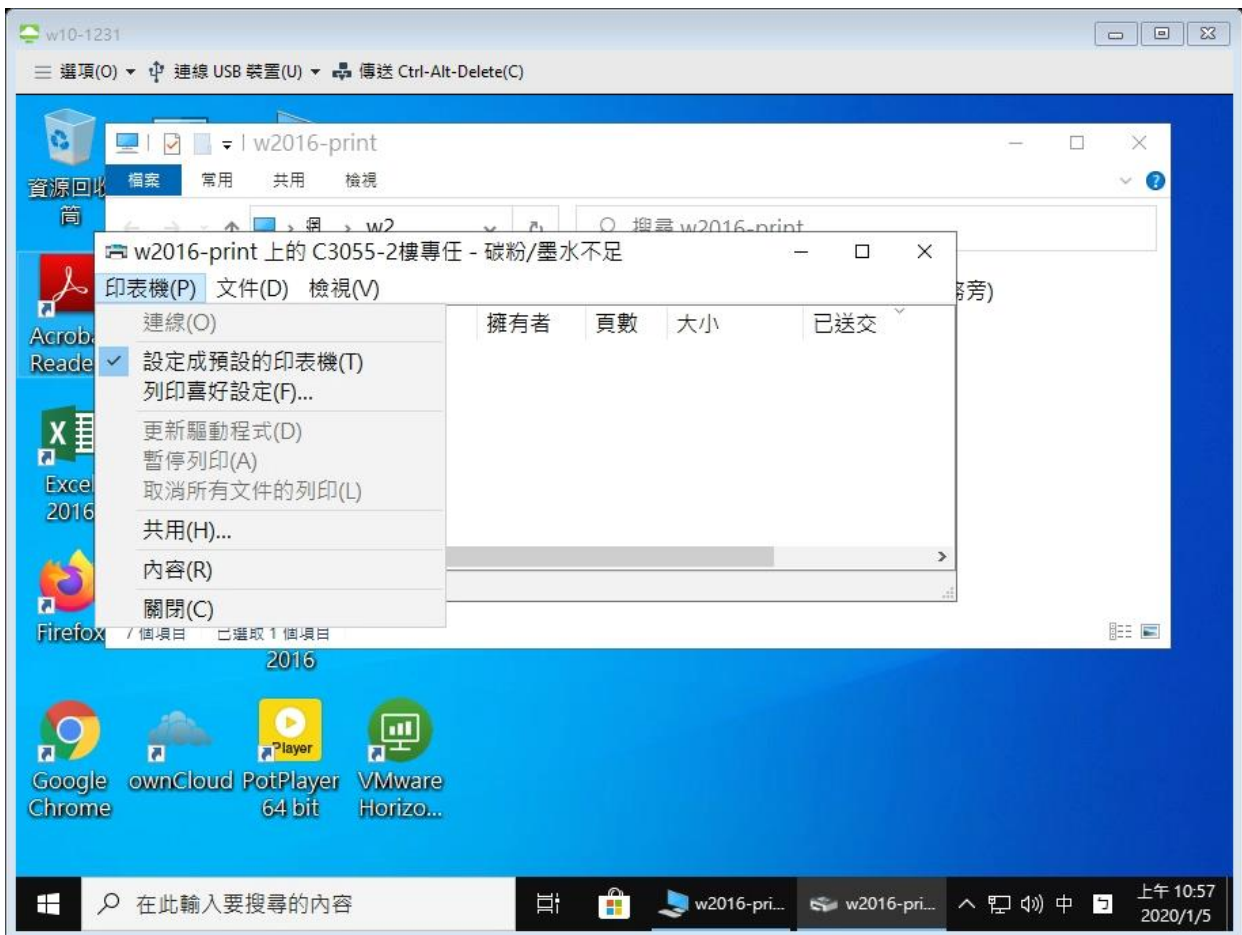 w10-1231
選項(O) 連線 USB 裝置(U) 傳送 Ctrl-Alt-Delete(C)
w2016-print
檔案 常用 共用 檢視
網 › w2
搜尋 w2016-print
w2016-print 上的 C3055-2樓專任 - 碳粉/墨水不足
印表機(P) 文件(D) 檢視(V)
旁)
擁有者 頁數 大小 已送交
連線(O)
設定成預設的印表機(T)
列印喜好設定(F)...
更新驅動程式(D)
暫停列印(A)
取消所有文件的列印(L)
共用(H)...
內容(R)
關閉(C)
7 個項目 已選取 1 個項目
資源回收
筒
Acroba
Reade
Excel
2016
Firefox
2016
Google
Chrome
ownCloud
Player
PotPlayer
64 bit
VMware
Horizo...
在此輸入要搜尋的內容
w2016-pri...
w2016-pri...
中
ㄅ
上午 10:57
2020/1/5